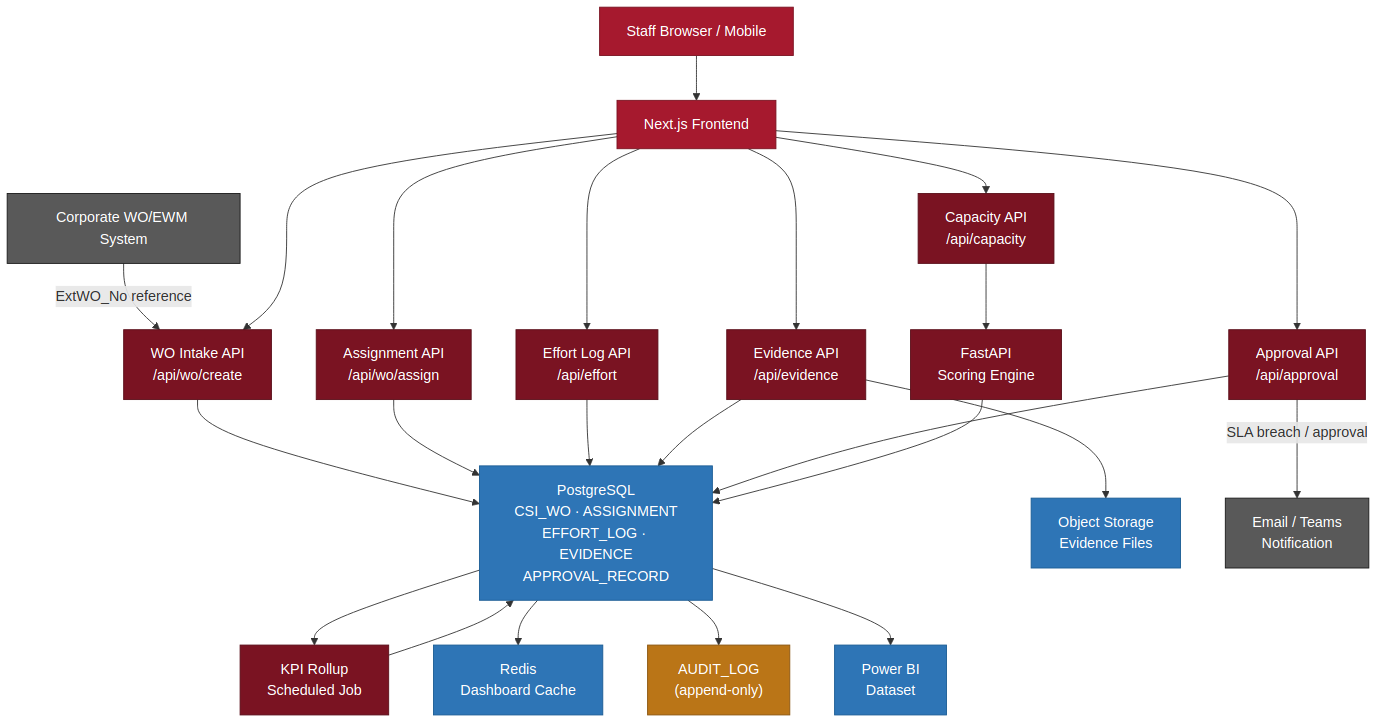 Staff Browser / Mobile
Next.js Frontend
Corporate WO/EWM
System
Capacity API
/api/capacity
ExtWO_No reference
WO Intake API
/api/wo/create
Assignment API
/api/wo/assign
Effort Log API
/api/effort
Evidence API
/api/evidence
FastAPI
Scoring Engine
Approval API
/api/approval
SLA breach / approval
PostgreSQL
CSI_WO · ASSIGNMENT
EFFORT_LOG ·
EVIDENCE
APPROVAL_RECORD
Object Storage
Evidence Files
Email / Teams
Notification
KPI Rollup
Scheduled Job
Redis
Dashboard Cache
AUDIT_LOG
(append-only)
Power BI
Dataset